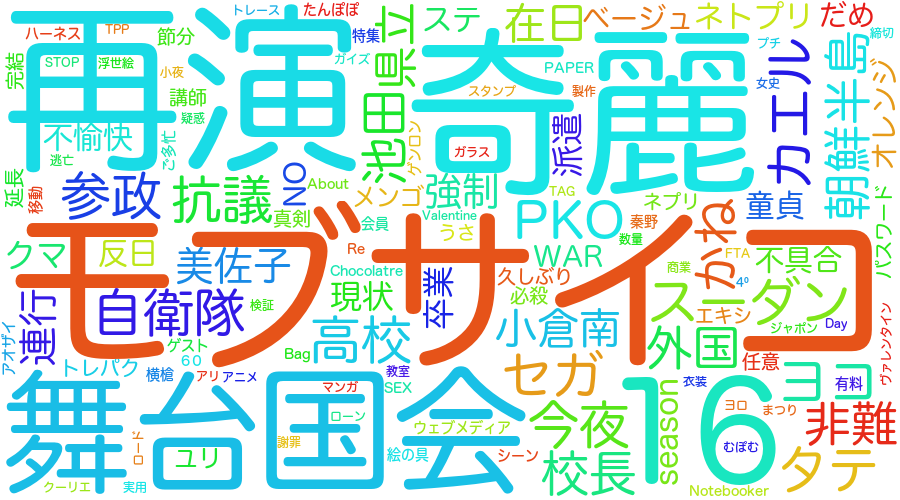 再演
奇麗
モブサイコ
舞台
国会
16
ハーネス
TPP
トレース
たんぽぽ
特集
ガイズ
節分
STOP
浮世絵
小夜
完結
講師
疑惑
不愉快
ご多忙
逃亡
延長
移動
池田
県立
ステ
在日
ベージュ
ネトプリ
だめ
締切
プチ
PAPER
女史
スタンプ
製作
ガラス
ゲンロン
派遣
カエル
朝鮮半島
オレンジ
参政
抗議
NO
About
メンゴ
強制
TAG
ネプリ
童貞
真剣
会員
Valentine
うさ
PKO
秦野
数量
かね
FTA
パスワード
クマ
反日
美佐子
Re
Chocolatre
WAR
久しぶり
必殺
商業
4º
不具合
運行
自衛隊
検証
現状
卒業
小倉南
エキシ
スーダン
ジャポン
Day
ヴァレンタイン
アオザイ
ゲスト
60
トレパク
横槍
アリ
アニメ
Bag
高校
教室
SEX
セガ
外国
任意
ヨコ
有料
マンガ
ローン
謝罪
ウェブメディア
絵の具
シーン
今夜
校長
season
衣装
ヨロ
まつり
むぽむ
非難
タテ
Notebooker
ロード
ユリ
クーリエ
実用